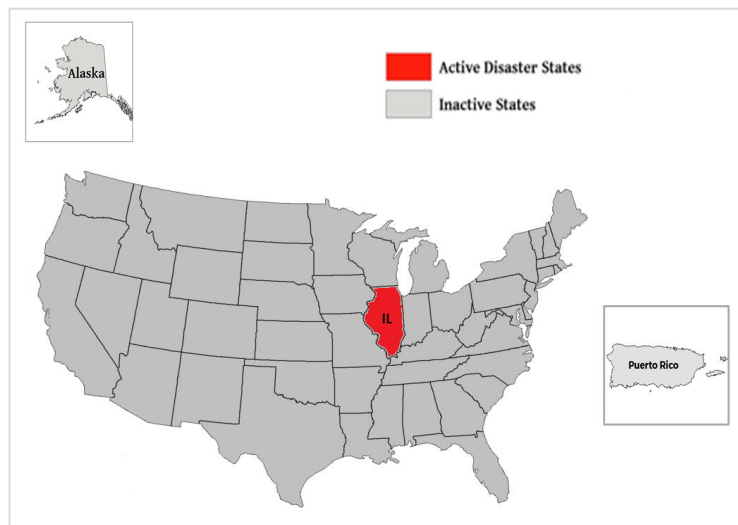 Alaska
Active Disaster States
Inactive States
IL
Puerto Rico